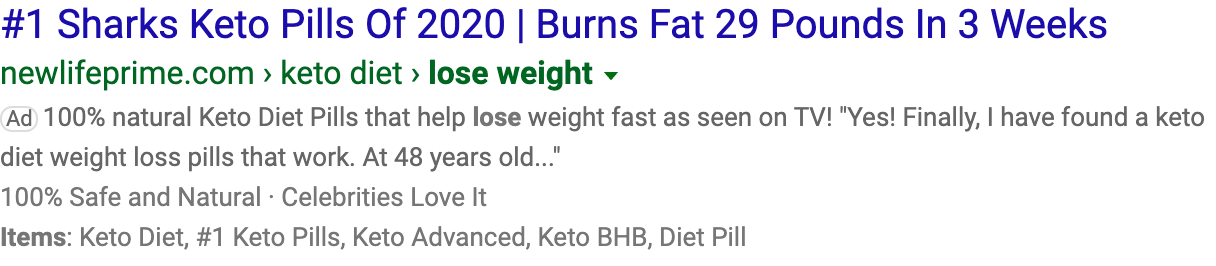 #1 Sharks Keto Pills Of 2020 | Burns Fat 29 Pounds In 3 Weeks
newlifeprime.com › keto diet › lose weight
Ad 100% natural Keto Diet Pills that help lose weight fast as seen on TV! "Yes! Finally, I have found a keto
diet weight loss pills that work. At 48 years old..."
100% Safe and Natural · Celebrities Love It
Items: Keto Diet, #1 Keto Pills, Keto Advanced, Keto BHB, Diet Pill